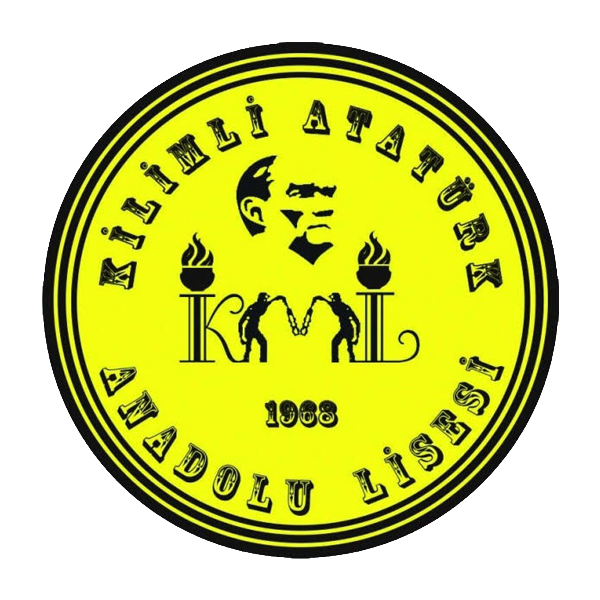 KİLİMLİ ATATÜRK
KML
1968
ANADOLU LİSESİ